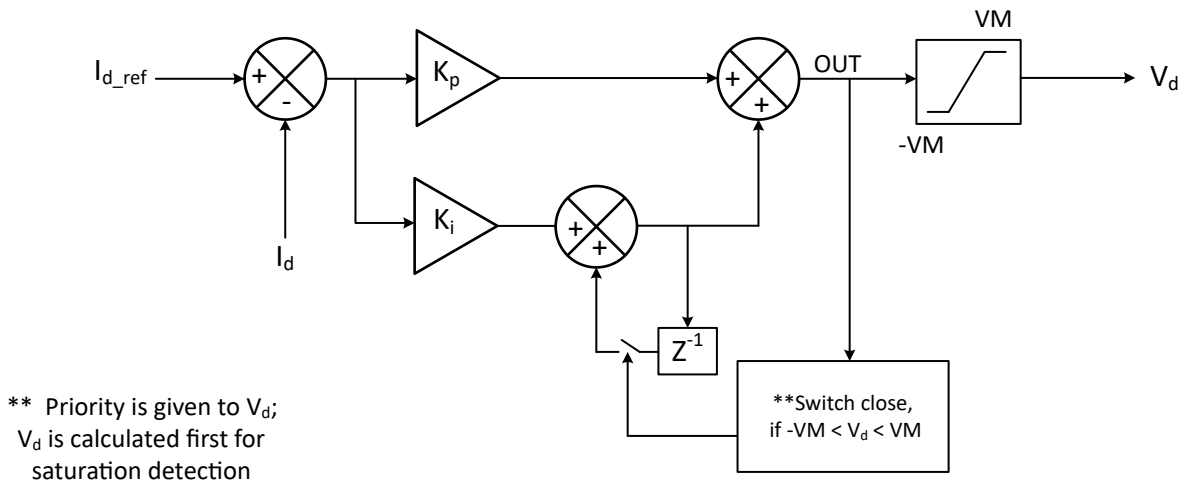 VM
I_d_ref
+
-
K_p
+
+
OUT
V_d
-VM
K_i
+
+
I_d
Z^-1
** Priority is given to V_d;
V_d is calculated first for
saturation detection
**Switch close,
if -VM < V_d < VM